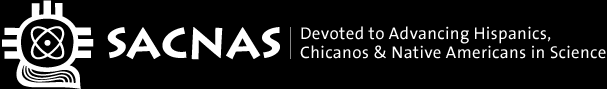 SACNAS
Devoted to Advancing Hispanics,
Chicanos & Native Americans in Science